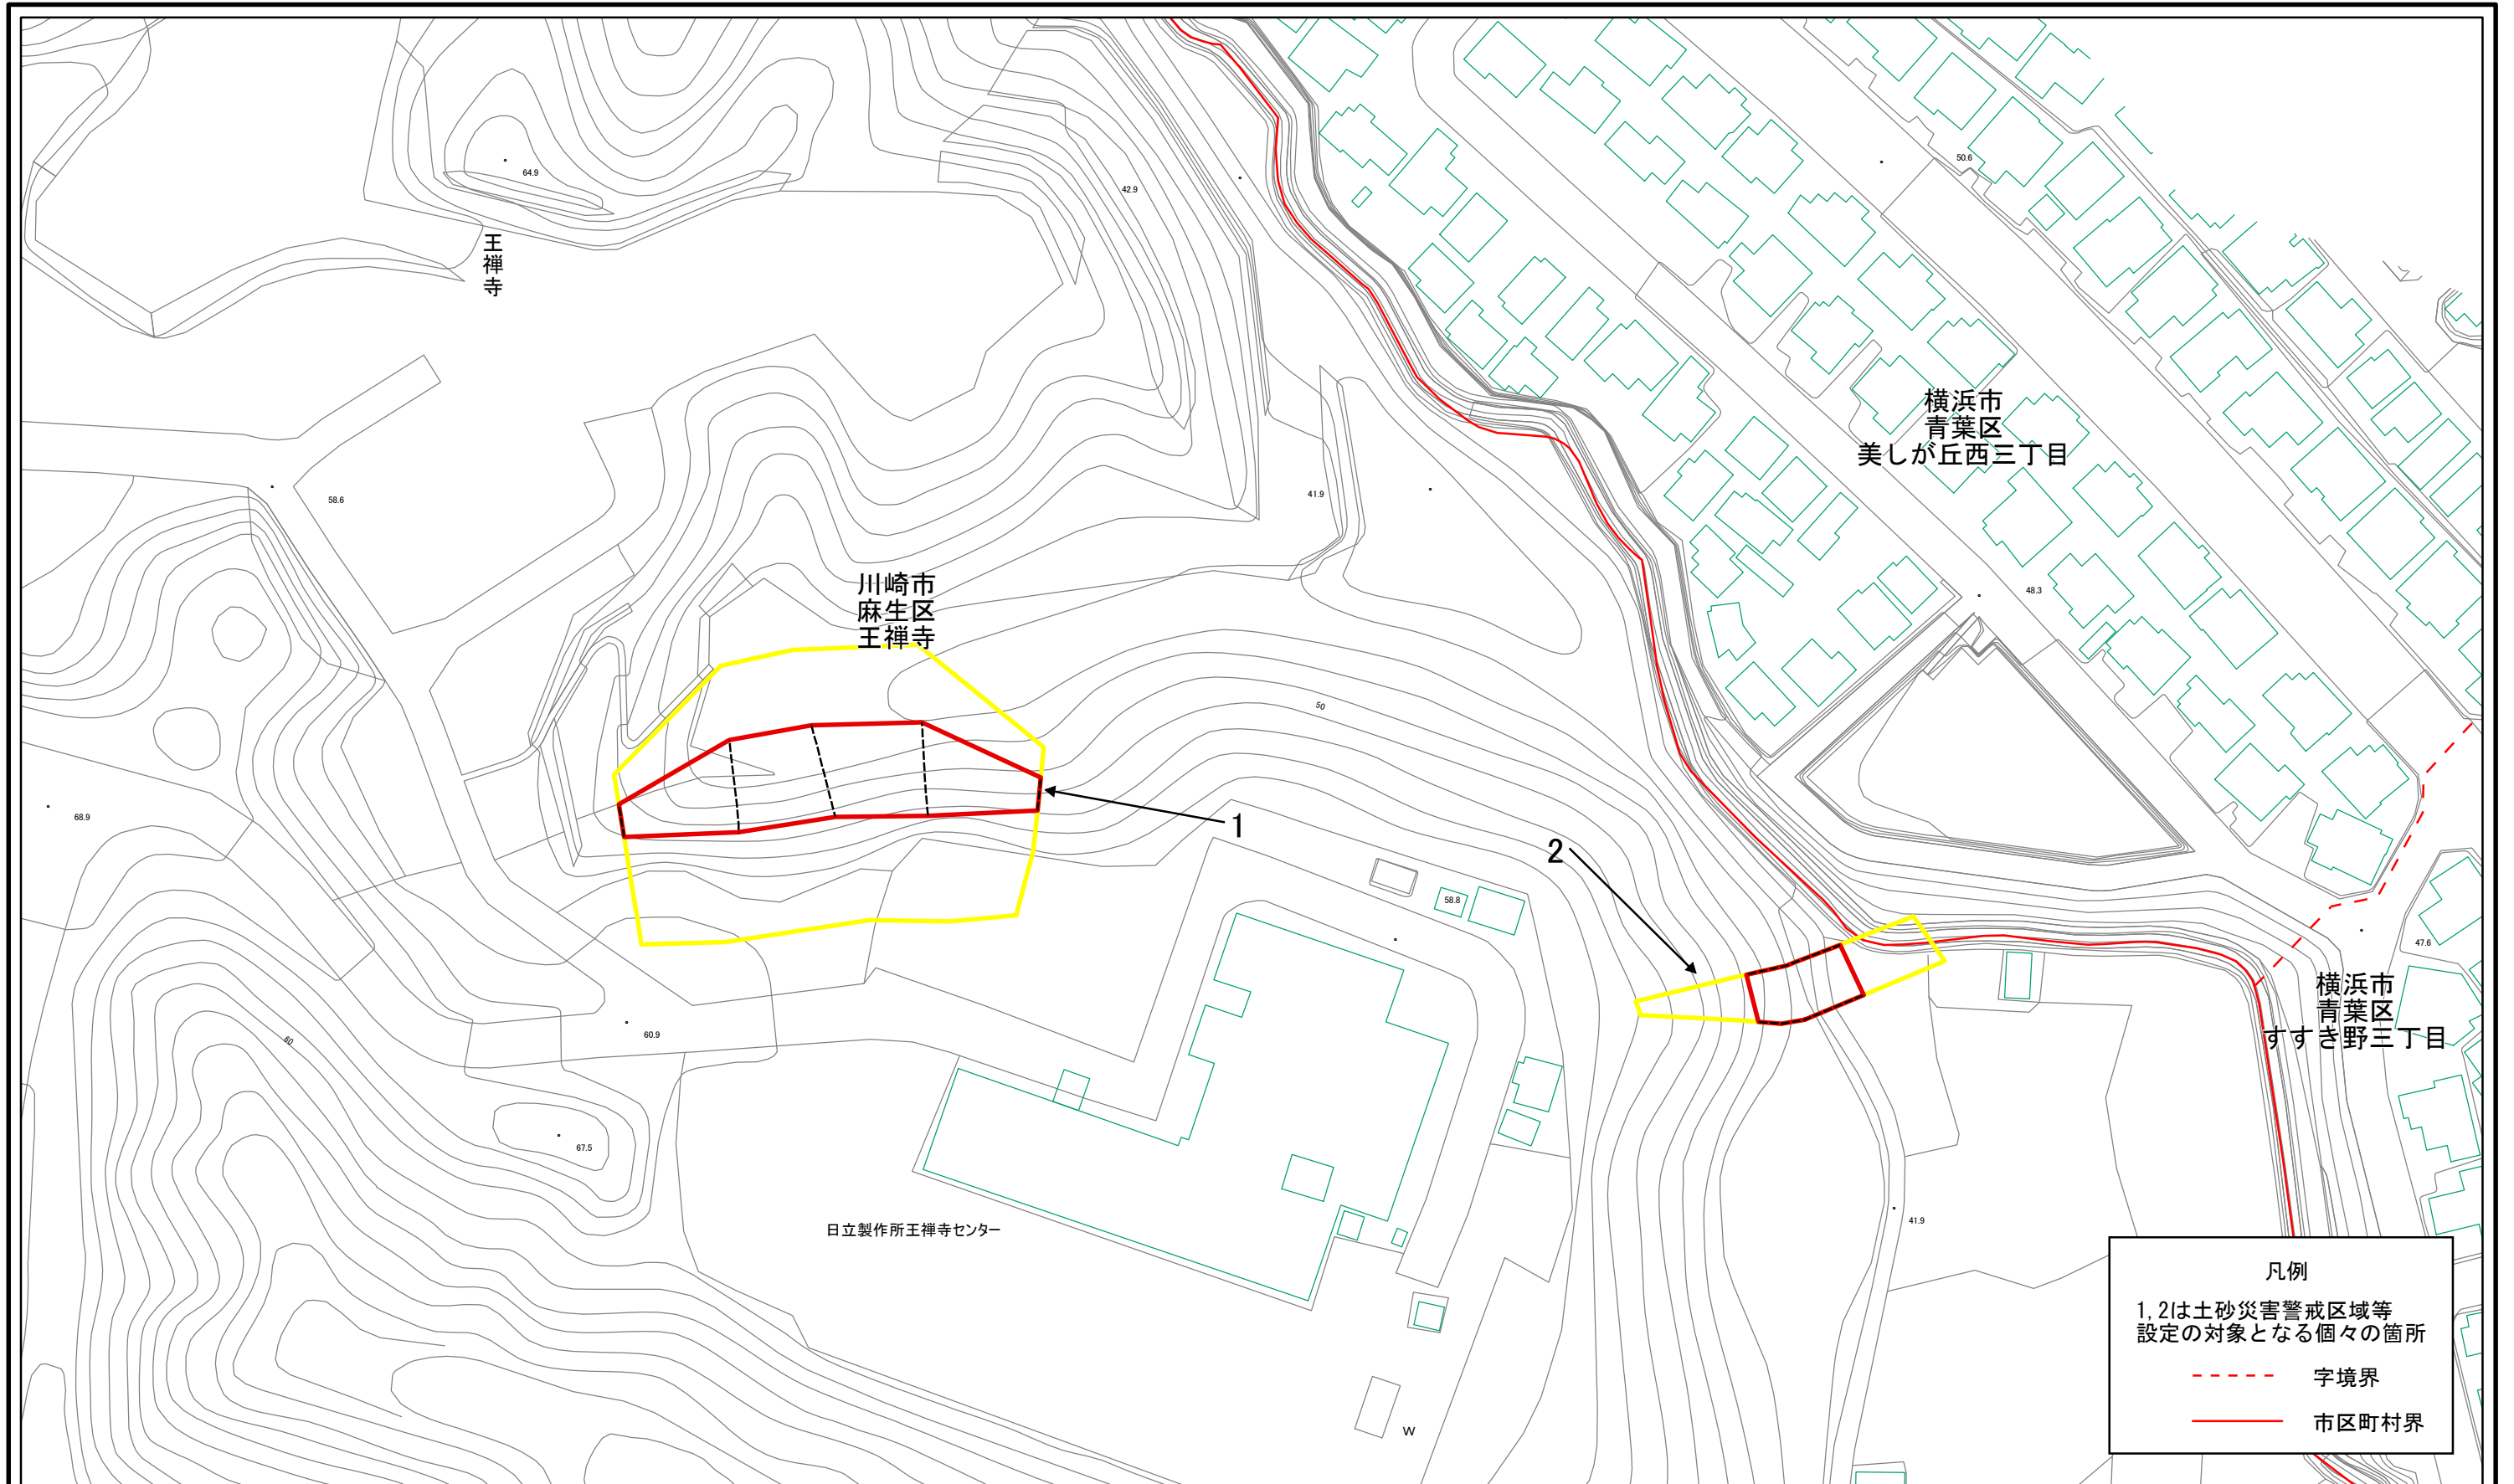 64.9
42.9
50.6
王禅寺
横浜市
青葉区
美しが丘西三丁目
58.6
41.9
川崎市
麻生区
王禅寺
48.3
50
68.9
1
2
58.8
47.6
横浜市
青葉区
すすき野三丁目
60
60.9
67.5
日立製作所王禅寺センター
41.9
W
凡例
1,2は土砂災害警戒区域等
設定の対象となる個々の箇所
字境界
市区町村界